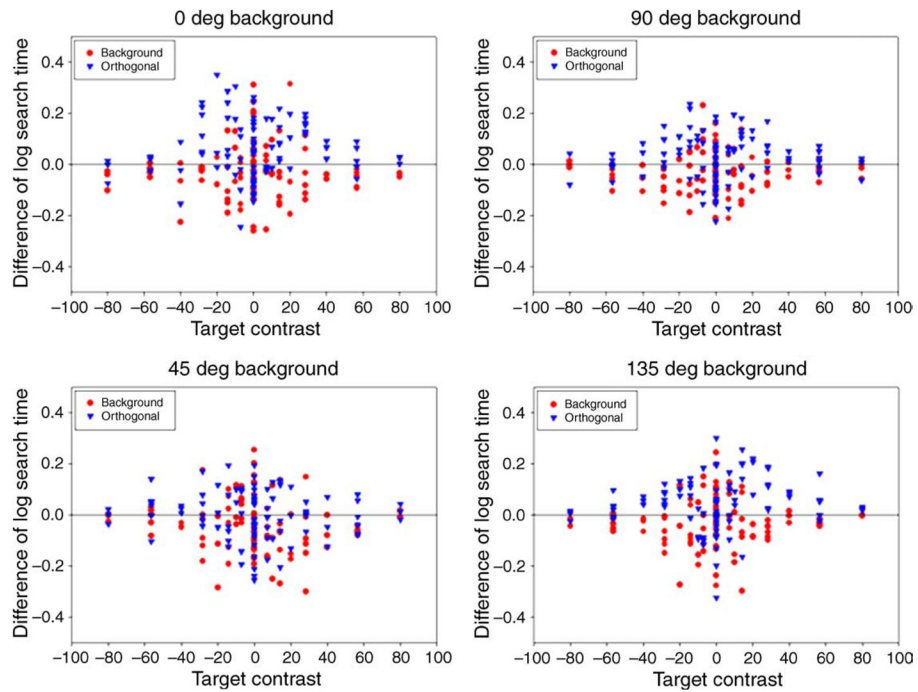 0 deg background
Difference of log search time
0.4
0.2
0.0
−0.2
−0.4
Background
Orthogonal
−100 −80 −60 −40 −20 0 20 40 60 80 100
Target contrast
90 deg background
Difference of log search time
0.4
0.2
0.0
−0.2
−0.4
Background
Orthogonal
−100 −80 −60 −40 −20 0 20 40 60 80 100
Target contrast
45 deg background
Difference of log search time
0.4
0.2
0.0
−0.2
−0.4
Background
Orthogonal
−100 −80 −60 −40 −20 0 20 40 60 80 100
Target contrast
135 deg background
Difference of log search time
0.4
0.2
0.0
−0.2
−0.4
Background
Orthogonal
−100 −80 −60 −40 −20 0 20 40 60 80 100
Target contrast